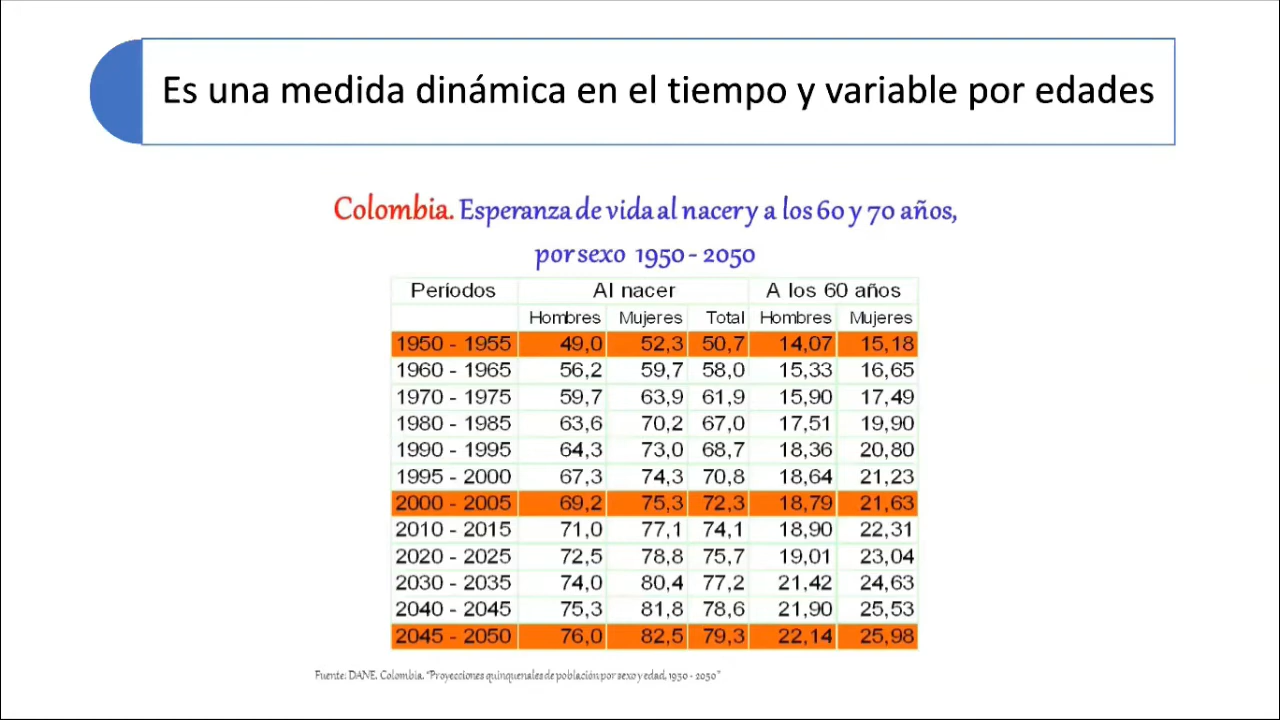 Es una medida dinámica en el tiempo y variable por edades
Colombia. Esperanza de vida al nacer y a los 60 y 70 años,
por sexo 1950 - 2050
Períodos Al nacer A los 60 años
Hombres Mujeres Total Hombres Mujeres
1950 - 1955 49,0 52,3 50,7 14,07 15,18
1960 - 1965 56,2 59,7 58,0 15,33 16,65
1970 - 1975 59,7 63,9 61,9 15,90 17,49
1980 - 1985 63,6 70,2 67,0 17,51 19,90
1990 - 1995 64,3 73,0 68,7 18,36 20,80
1995 - 2000 67,3 74,3 70,8 18,64 21,23
2000 - 2005 69,2 75,3 72,3 18,79 21,63
2010 - 2015 71,0 77,1 74,1 18,90 22,31
2020 - 2025 72,5 78,8 75,7 19,01 23,04
2030 - 2035 74,0 80,4 77,2 21,42 24,63
2040 - 2045 75,3 81,8 78,6 21,90 25,53
2045 - 2050 76,0 82,5 79,3 22,14 25,98
Fuente: DANE. Colombia. "Proyecciones quinquenales de población por sexo y edad, 1950 - 2050"